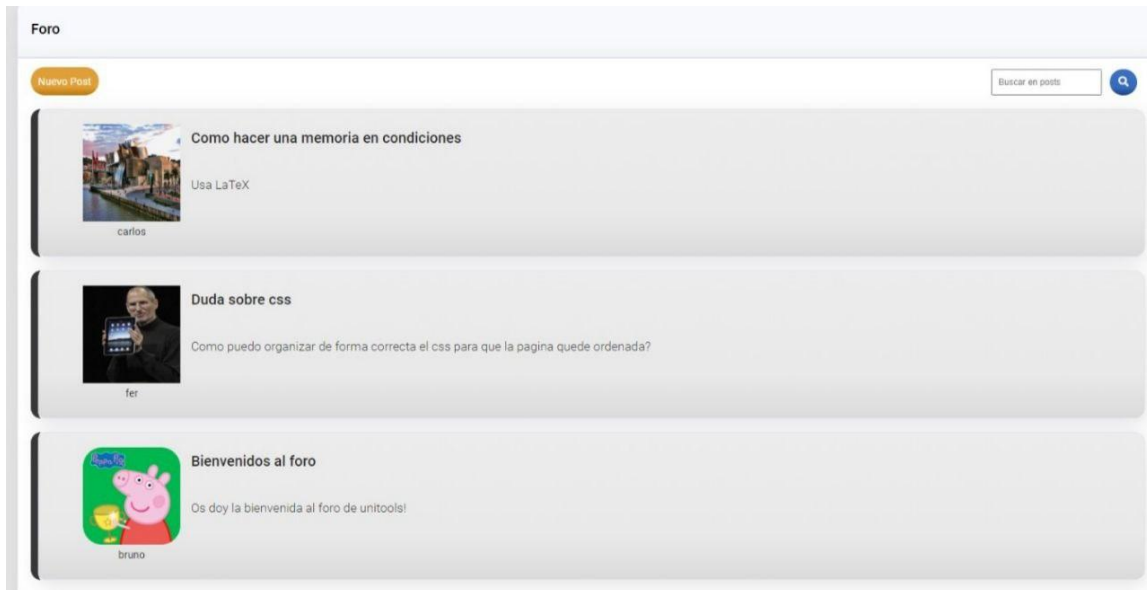 Foro
Nuevo Post
Buscar en posts
Como hacer una memoria en condiciones
Usa LaTeX
carlos
Duda sobre css
Como puedo organizar de forma correcta el css para que la pagina quede ordenada?
fer
Peppa Pig
Bienvenidos al foro
Os doy la bienvenida al foro de unitools!
bruno